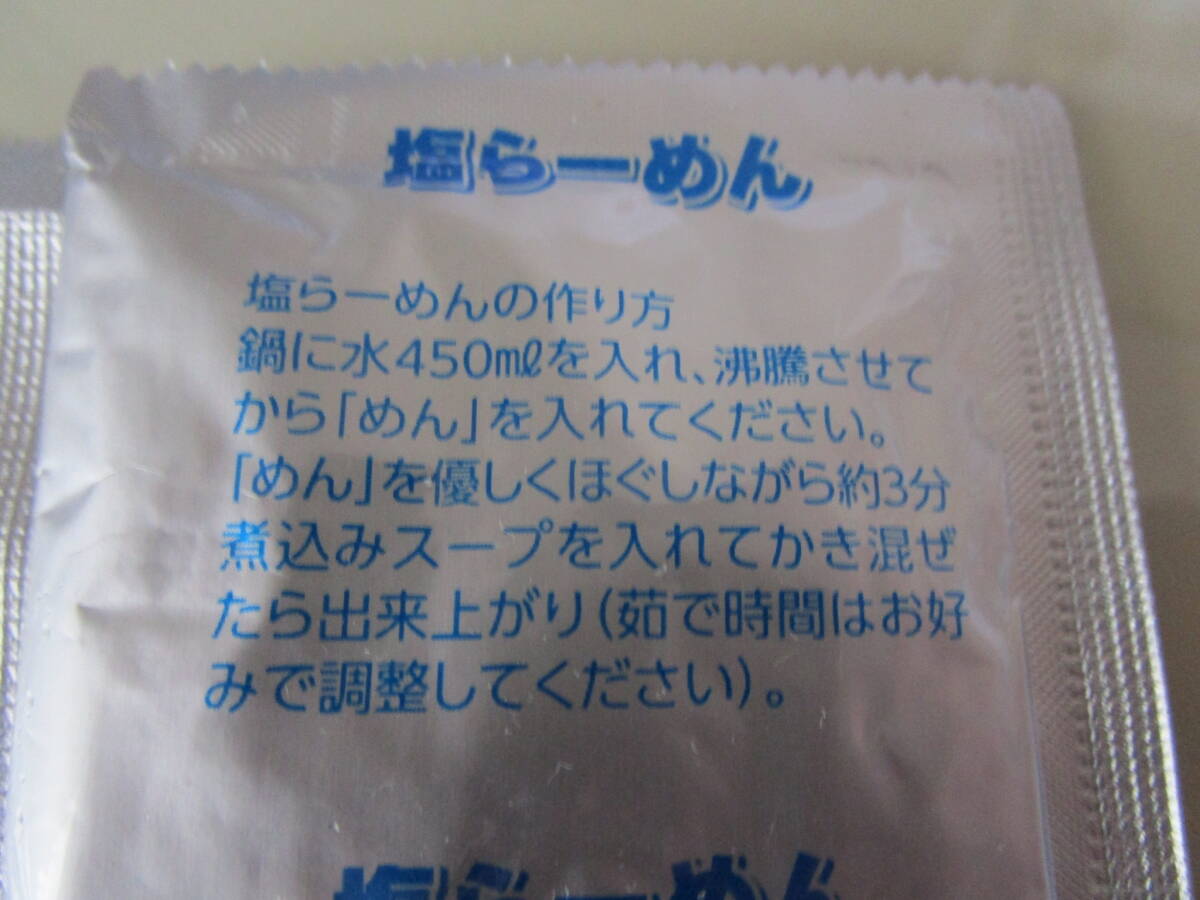 塩らーめん
塩らーめんの作り方
鍋に水450mlを入れ、沸騰させて
から「めん」を入れてください。
「めん」を優しくほぐしながら約3分
煮込みスープを入れてかき混ぜ
たら出来上がり(茹で時間はお好
みで調整してください)。
塩らーめん